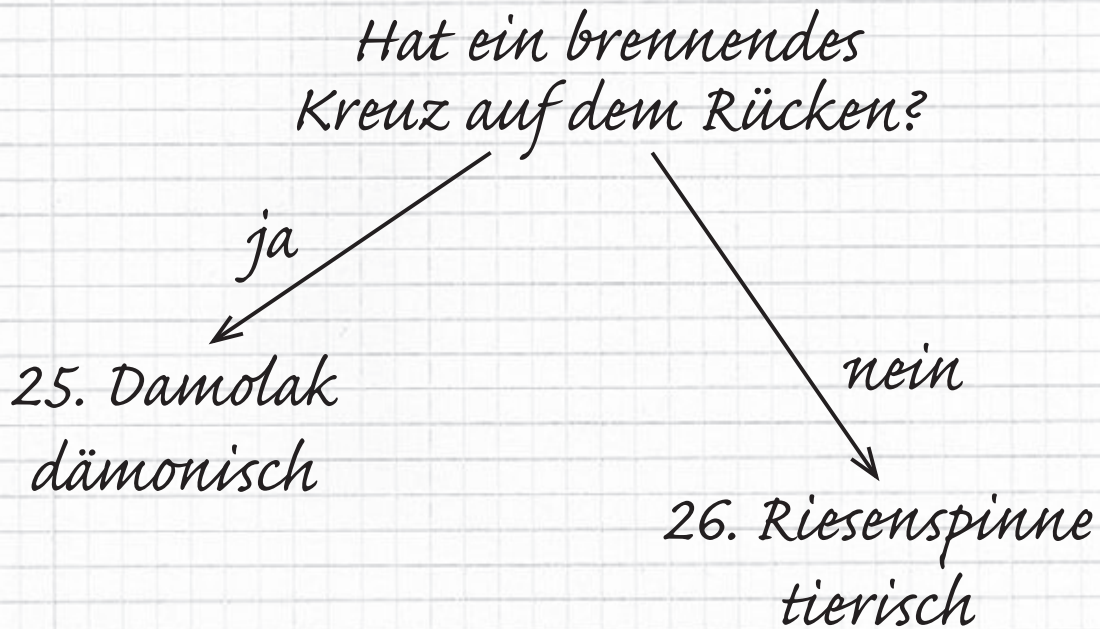 Hat ein brennendes
Kreuz auf dem Rücken?
ja
25. Damolak
dämonisch
nein
26. Riesenspinne
tierisch